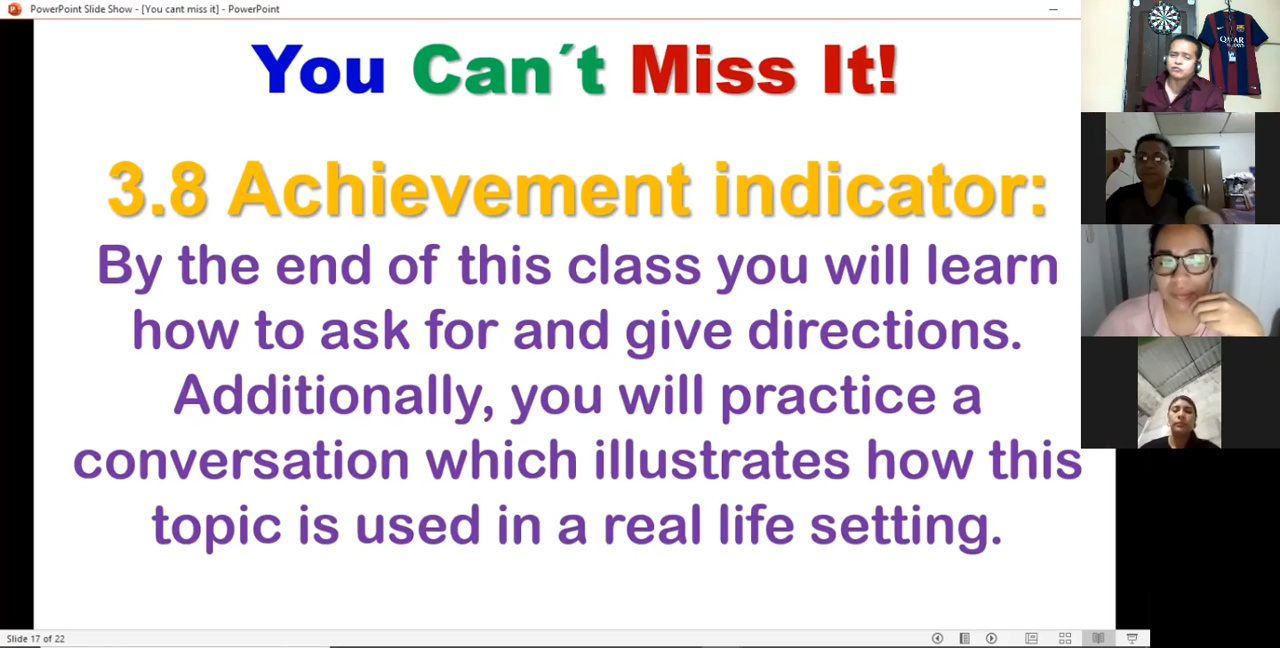 PowerPoint Slide Show - [You cant miss it] - PowerPoint
You Can´t Miss It!
3.8 Achievement indicator:
By the end of this class you will learn
how to ask for and give directions.
Additionally, you will practice a
conversation which illustrates how this
topic is used in a real life setting.
Slide 17 of 22
QATAR
AIRWAYS